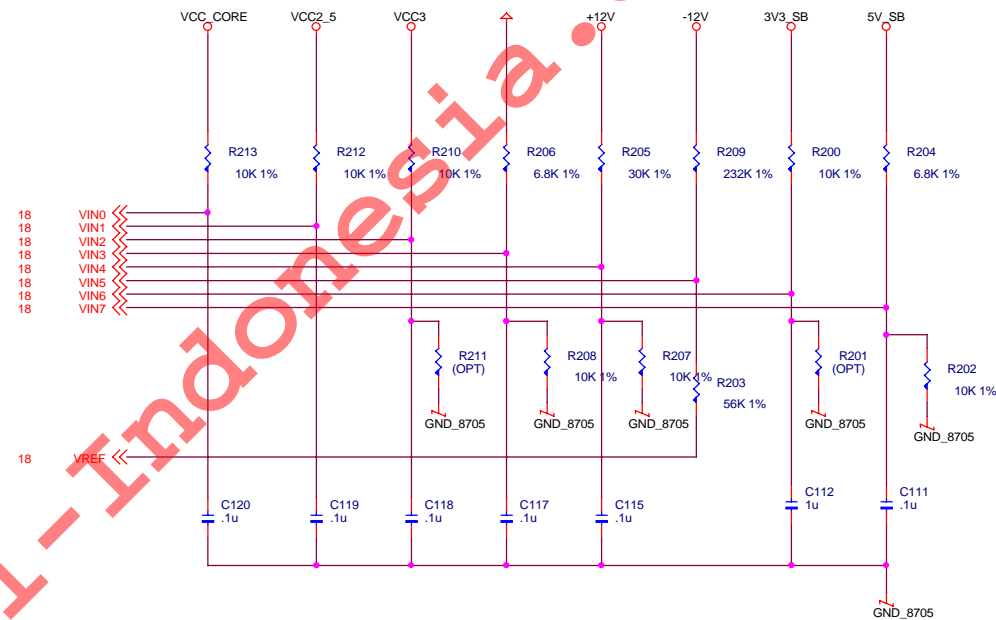 VCC_CORE
VCC2_5
VCC3
+12V
-12V
3V3_SB
5V_SB
R213
10K 1%
R212
10K 1%
R210
10K 1%
R206
6.8K 1%
R205
30K 1%
R209
232K 1%
R200
10K 1%
R204
6.8K 1%
18 VIN0
18 VIN1
18 VIN2
18 VIN3
18 VIN4
18 VIN5
18 VIN6
18 VIN7
R211
(OPT)
R208
10K 1%
R207
10K 1%
R203
56K 1%
R201
(OPT)
R202
10K 1%
GND_8705
GND_8705
GND_8705
GND_8705
GND_8705
18 VREF
C120
.1u
C119
.1u
C118
.1u
C117
.1u
C115
.1u
C112
1u
C111
.1u
GND_8705
i-Indonesia.